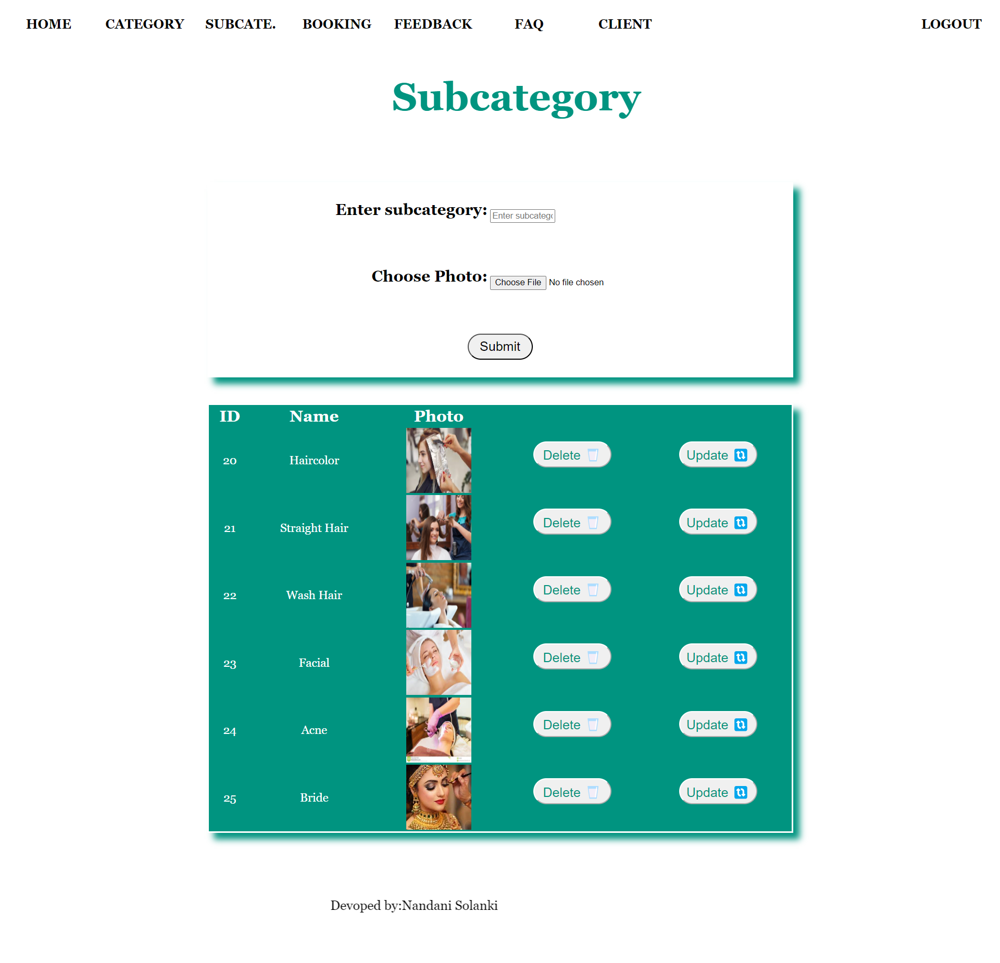 HOME CATEGORY SUBCATE. BOOKING FEEDBACK FAQ CLIENT LOGOUT
Subcategory
Enter subcategory: Enter subcateg
Choose Photo: Choose File No file chosen
Submit
ID Name Photo
20 Haircolor Delete Update
21 Straight Hair Delete Update
22 Wash Hair Delete Update
23 Facial Delete Update
24 Acne Delete Update
25 Bride Delete Update
Devoped by:Nandani Solanki